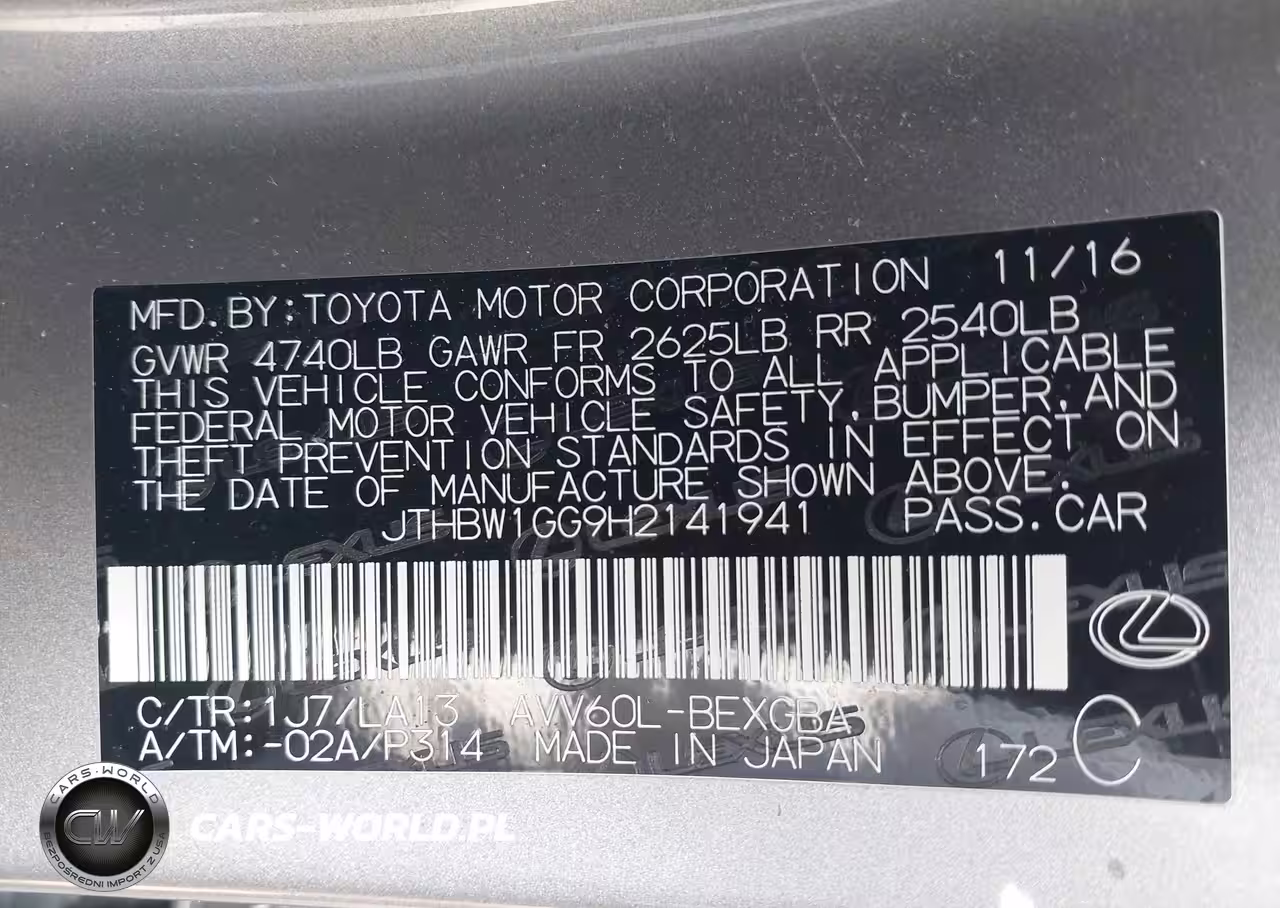 MFD.BY:TOYOTA MOTOR CORPORATION 11/16
GVWR 4740LB GAWR FR 2625LB RR 2540LB
THIS VEHICLE CONFORMS TO ALL APPLICABLE
FEDERAL MOTOR VEHICLE SAFETY,BUMPER,AND
THEFT PREVENTION STANDARDS IN EFFECT ON
THE DATE OF MANUFACTURE SHOWN ABOVE.
JTHBW1GG9H2141941 PASS.CAR
C/TR:1J7/LA13 AVV60L-BEXGBA
A/TM:-02A/P314 MADE IN JAPAN 172 C
CARS-WORLD
CW
BEZPOŚREDNI IMPORT Z USA
CARS-WORLD.PL